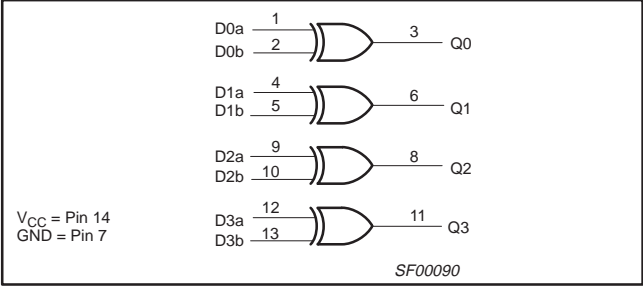 D0a 1
D0b 2
3 Q0
D1a 4
D1b 5
6 Q1
D2a 9
D2b 10
8 Q2
D3a 12
D3b 13
11 Q3
VCC = Pin 14
GND = Pin 7
SF00090